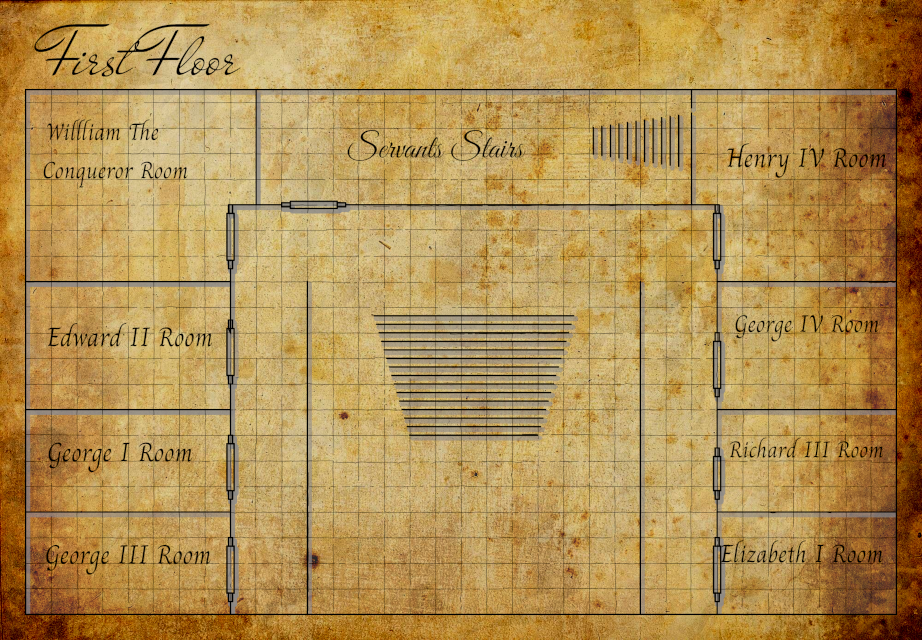 First Floor
Willliam The
Conqueror Room
Servants Stairs
Henry IV Room
Edward II Room
George IV Room
George I Room
Richard III Room
George III Room
Elizabeth I Room